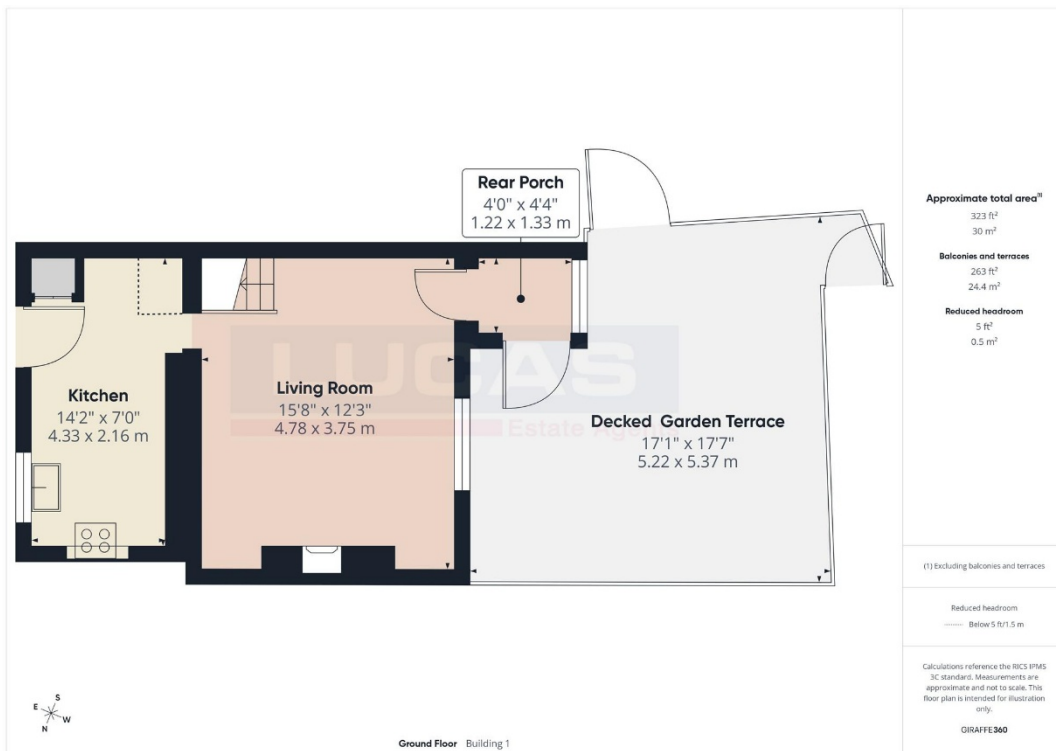 Rear Porch
4'0" x 4'4"
1.22 x 1.33 m
Kitchen
14'2" x 7'0"
4.33 x 2.16 m
Living Room
15'8" x 12'3"
4.78 x 3.75 m
Decked Garden Terrace
17'1" x 17'7"
5.22 x 5.37 m
LUCAS
Estate Agents
Approximate total area⁽¹⁾
323 ft²
30 m²
Balconies and terraces
263 ft²
24.4 m²
Reduced headroom
5 ft²
0.5 m²
(1) Excluding balconies and terraces
Reduced headroom
Below 5 ft/1.5 m
Calculations reference the RICS IPMS
3C standard. Measurements are
approximate and not to scale. This
floor plan is intended for illustration
only.
GIRAFFE360
S
E
W
N
Ground Floor Building 1